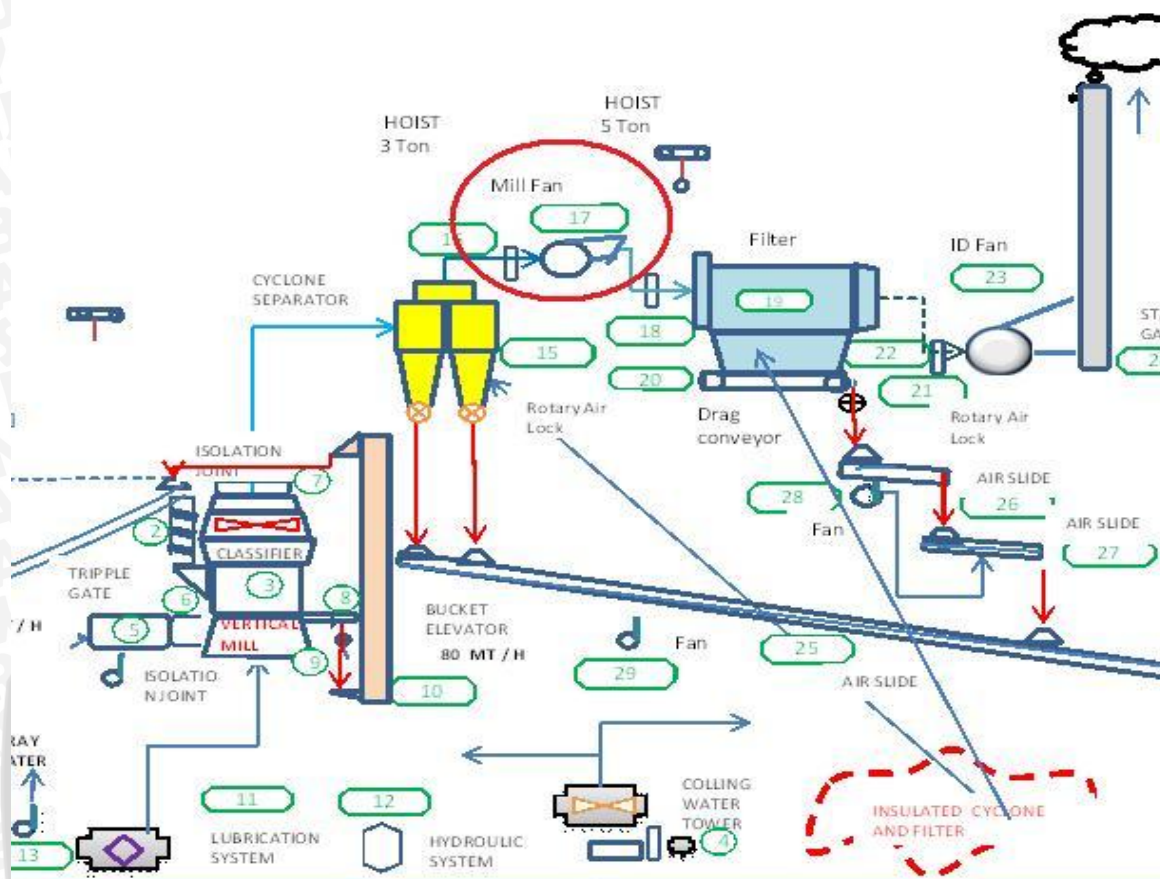 HOIST
5 Ton
HOIST
3 Ton
Mill Fan
17
16
Filter
ID Fan
23
CYCLONE
SEPARATOR
19
18
15
22
20
21
Rotary Air
Lock
Drag
conveyor
Rotary Air
Lock
ISOLATION
JOINT
7
AIR SLIDE
26
28
Fan
AIR SLIDE
27
2
CLASSIFIER
TRIPPLE
GATE
3
6
8
5
VERTICAL
MILL
9
BUCKET
ELEVATOR
80 MT / H
Fan
25
29
ISOLATIO
N JOINT
10
AIR SLIDE
11
12
COLLING
WATER
TOWER
4
INSULATED CYCLONE
AND FILTER
13
LUBRICATION
SYSTEM
HYDROULIC
SYSTEM